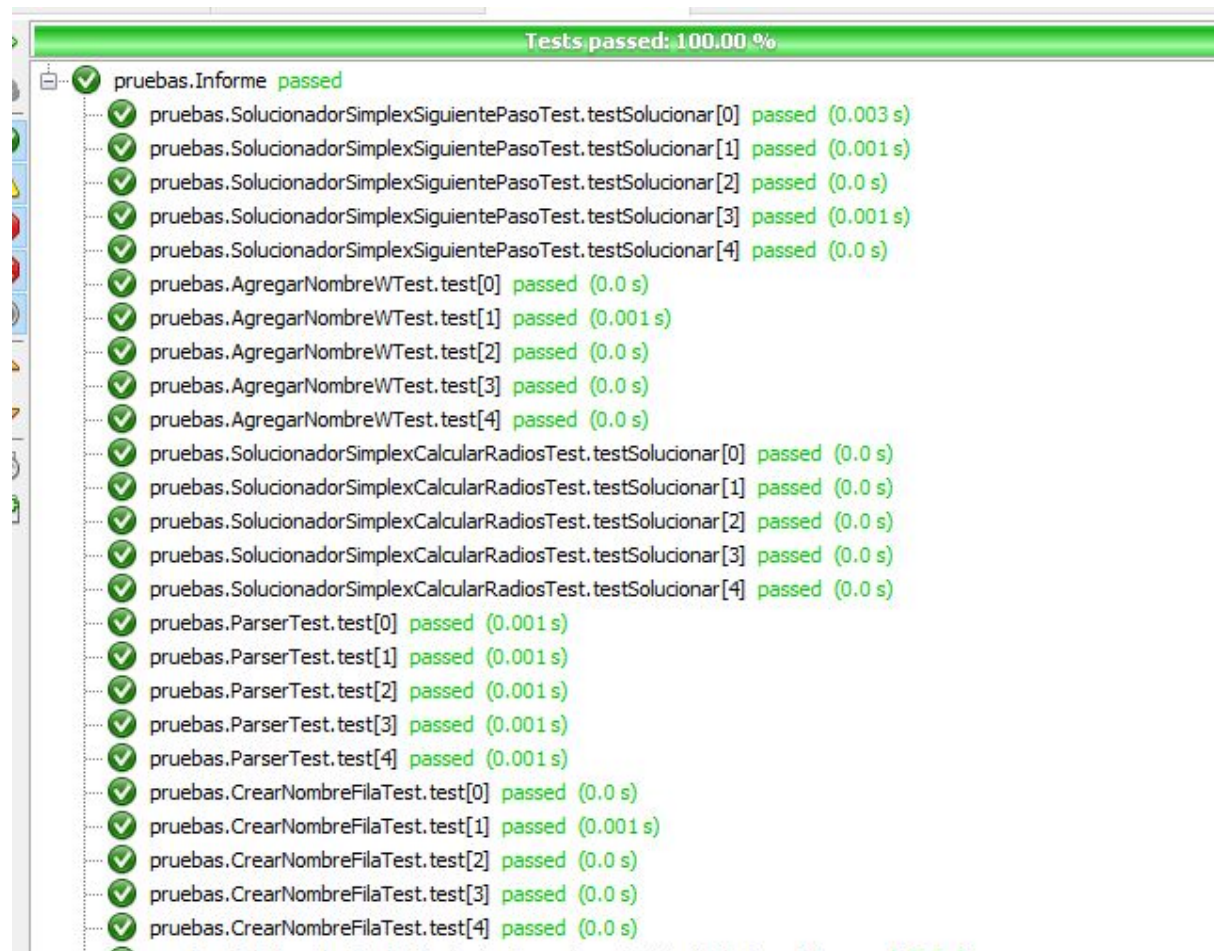 Tests passed: 100.00 %
pruebas.Informe passed
pruebas.SolucionadorSimplexSiguientePasoTest.testSolucionar[0] passed (0.003 s)
pruebas.SolucionadorSimplexSiguientePasoTest.testSolucionar[1] passed (0.001 s)
pruebas.SolucionadorSimplexSiguientePasoTest.testSolucionar[2] passed (0.0 s)
pruebas.SolucionadorSimplexSiguientePasoTest.testSolucionar[3] passed (0.001 s)
pruebas.SolucionadorSimplexSiguientePasoTest.testSolucionar[4] passed (0.0 s)
pruebas.AgregarNombreWTest.test[0] passed (0.0 s)
pruebas.AgregarNombreWTest.test[1] passed (0.001 s)
pruebas.AgregarNombreWTest.test[2] passed (0.0 s)
pruebas.AgregarNombreWTest.test[3] passed (0.0 s)
pruebas.AgregarNombreWTest.test[4] passed (0.0 s)
pruebas.SolucionadorSimplexCalcularRadiosTest.testSolucionar[0] passed (0.0 s)
pruebas.SolucionadorSimplexCalcularRadiosTest.testSolucionar[1] passed (0.0 s)
pruebas.SolucionadorSimplexCalcularRadiosTest.testSolucionar[2] passed (0.0 s)
pruebas.SolucionadorSimplexCalcularRadiosTest.testSolucionar[3] passed (0.0 s)
pruebas.SolucionadorSimplexCalcularRadiosTest.testSolucionar[4] passed (0.0 s)
pruebas.ParserTest.test[0] passed (0.001 s)
pruebas.ParserTest.test[1] passed (0.001 s)
pruebas.ParserTest.test[2] passed (0.001 s)
pruebas.ParserTest.test[3] passed (0.001 s)
pruebas.ParserTest.test[4] passed (0.001 s)
pruebas.CrearNombreFilaTest.test[0] passed (0.0 s)
pruebas.CrearNombreFilaTest.test[1] passed (0.001 s)
pruebas.CrearNombreFilaTest.test[2] passed (0.0 s)
pruebas.CrearNombreFilaTest.test[3] passed (0.0 s)
pruebas.CrearNombreFilaTest.test[4] passed (0.0 s)